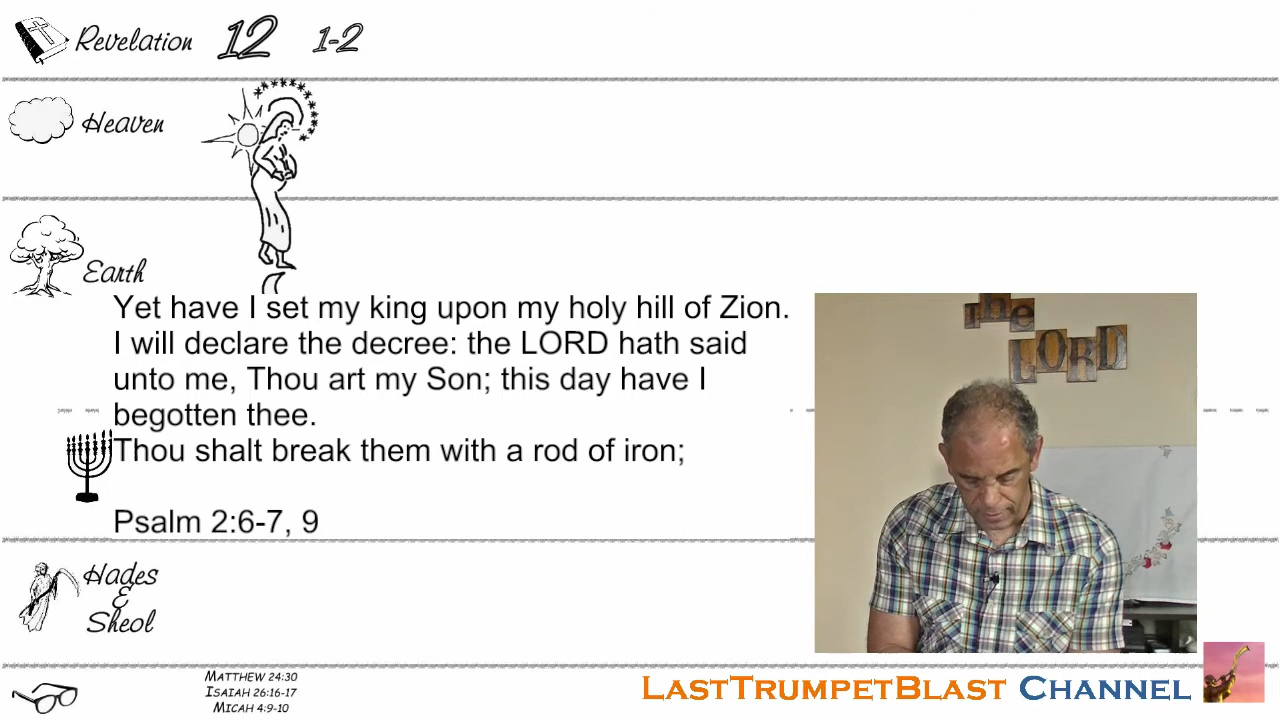 Revelation 12 1-2
Heaven
Earth
Yet have I set my king upon my holy hill of Zion.
I will declare the decree: the LORD hath said
unto me, Thou art my Son; this day have I
begotten thee.
Thou shalt break them with a rod of iron;
Psalm 2:6-7, 9
The
LORD
Hades
&
Sheol
MATTHEW 24:30
ISAIAH 26:16-17
MICAH 4:9-10
LASTTRUMPETBLAST CHANNEL